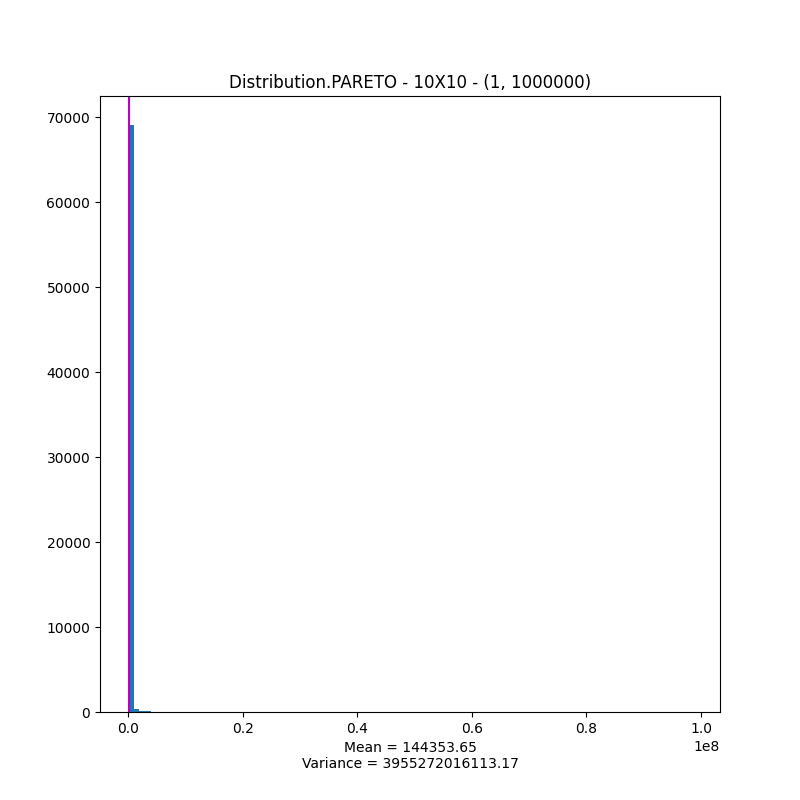 Distribution.PARETO - 10X10 - (1, 1000000)
70000
60000
50000
40000
30000
20000
10000
0
0.0 0.2 0.4 0.6 0.8 1.0
1e8
Mean = 144353.65
Variance = 3955272016113.17